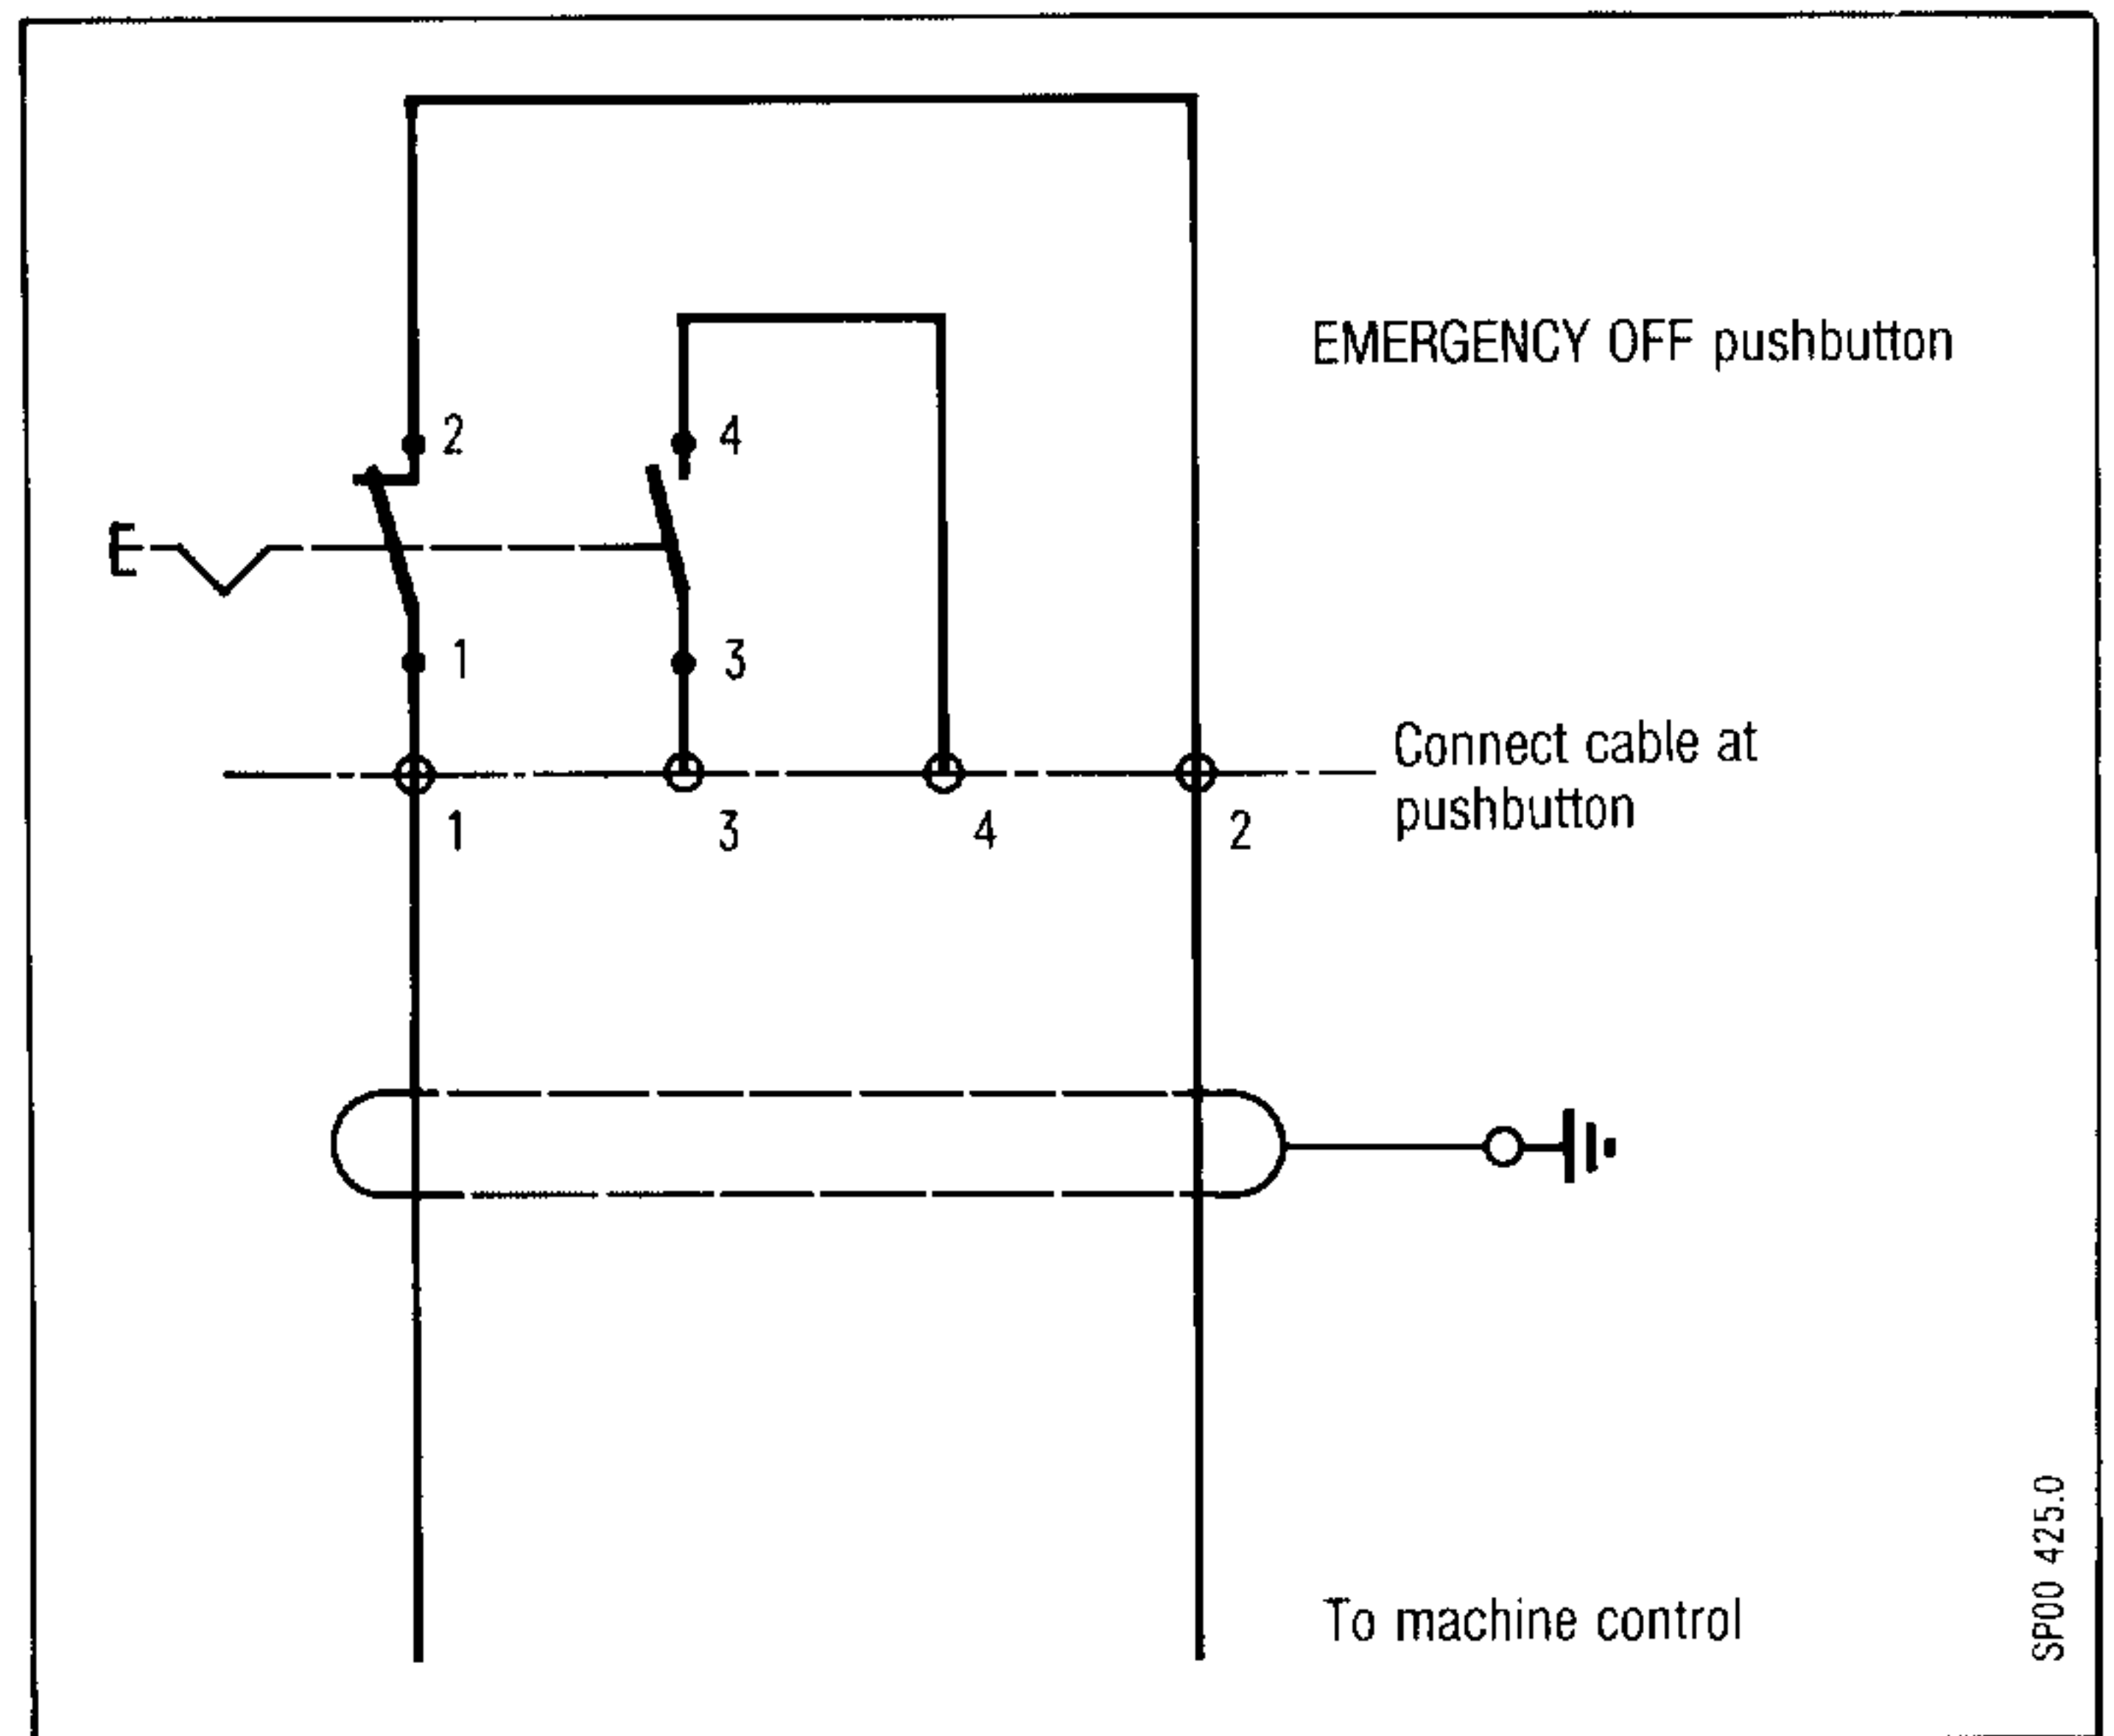 EMERGENCY OFF pushbutton
2
4
1
3
Connect cable at
pushbutton
1
3
4
2
To machine control
SP00 425.0